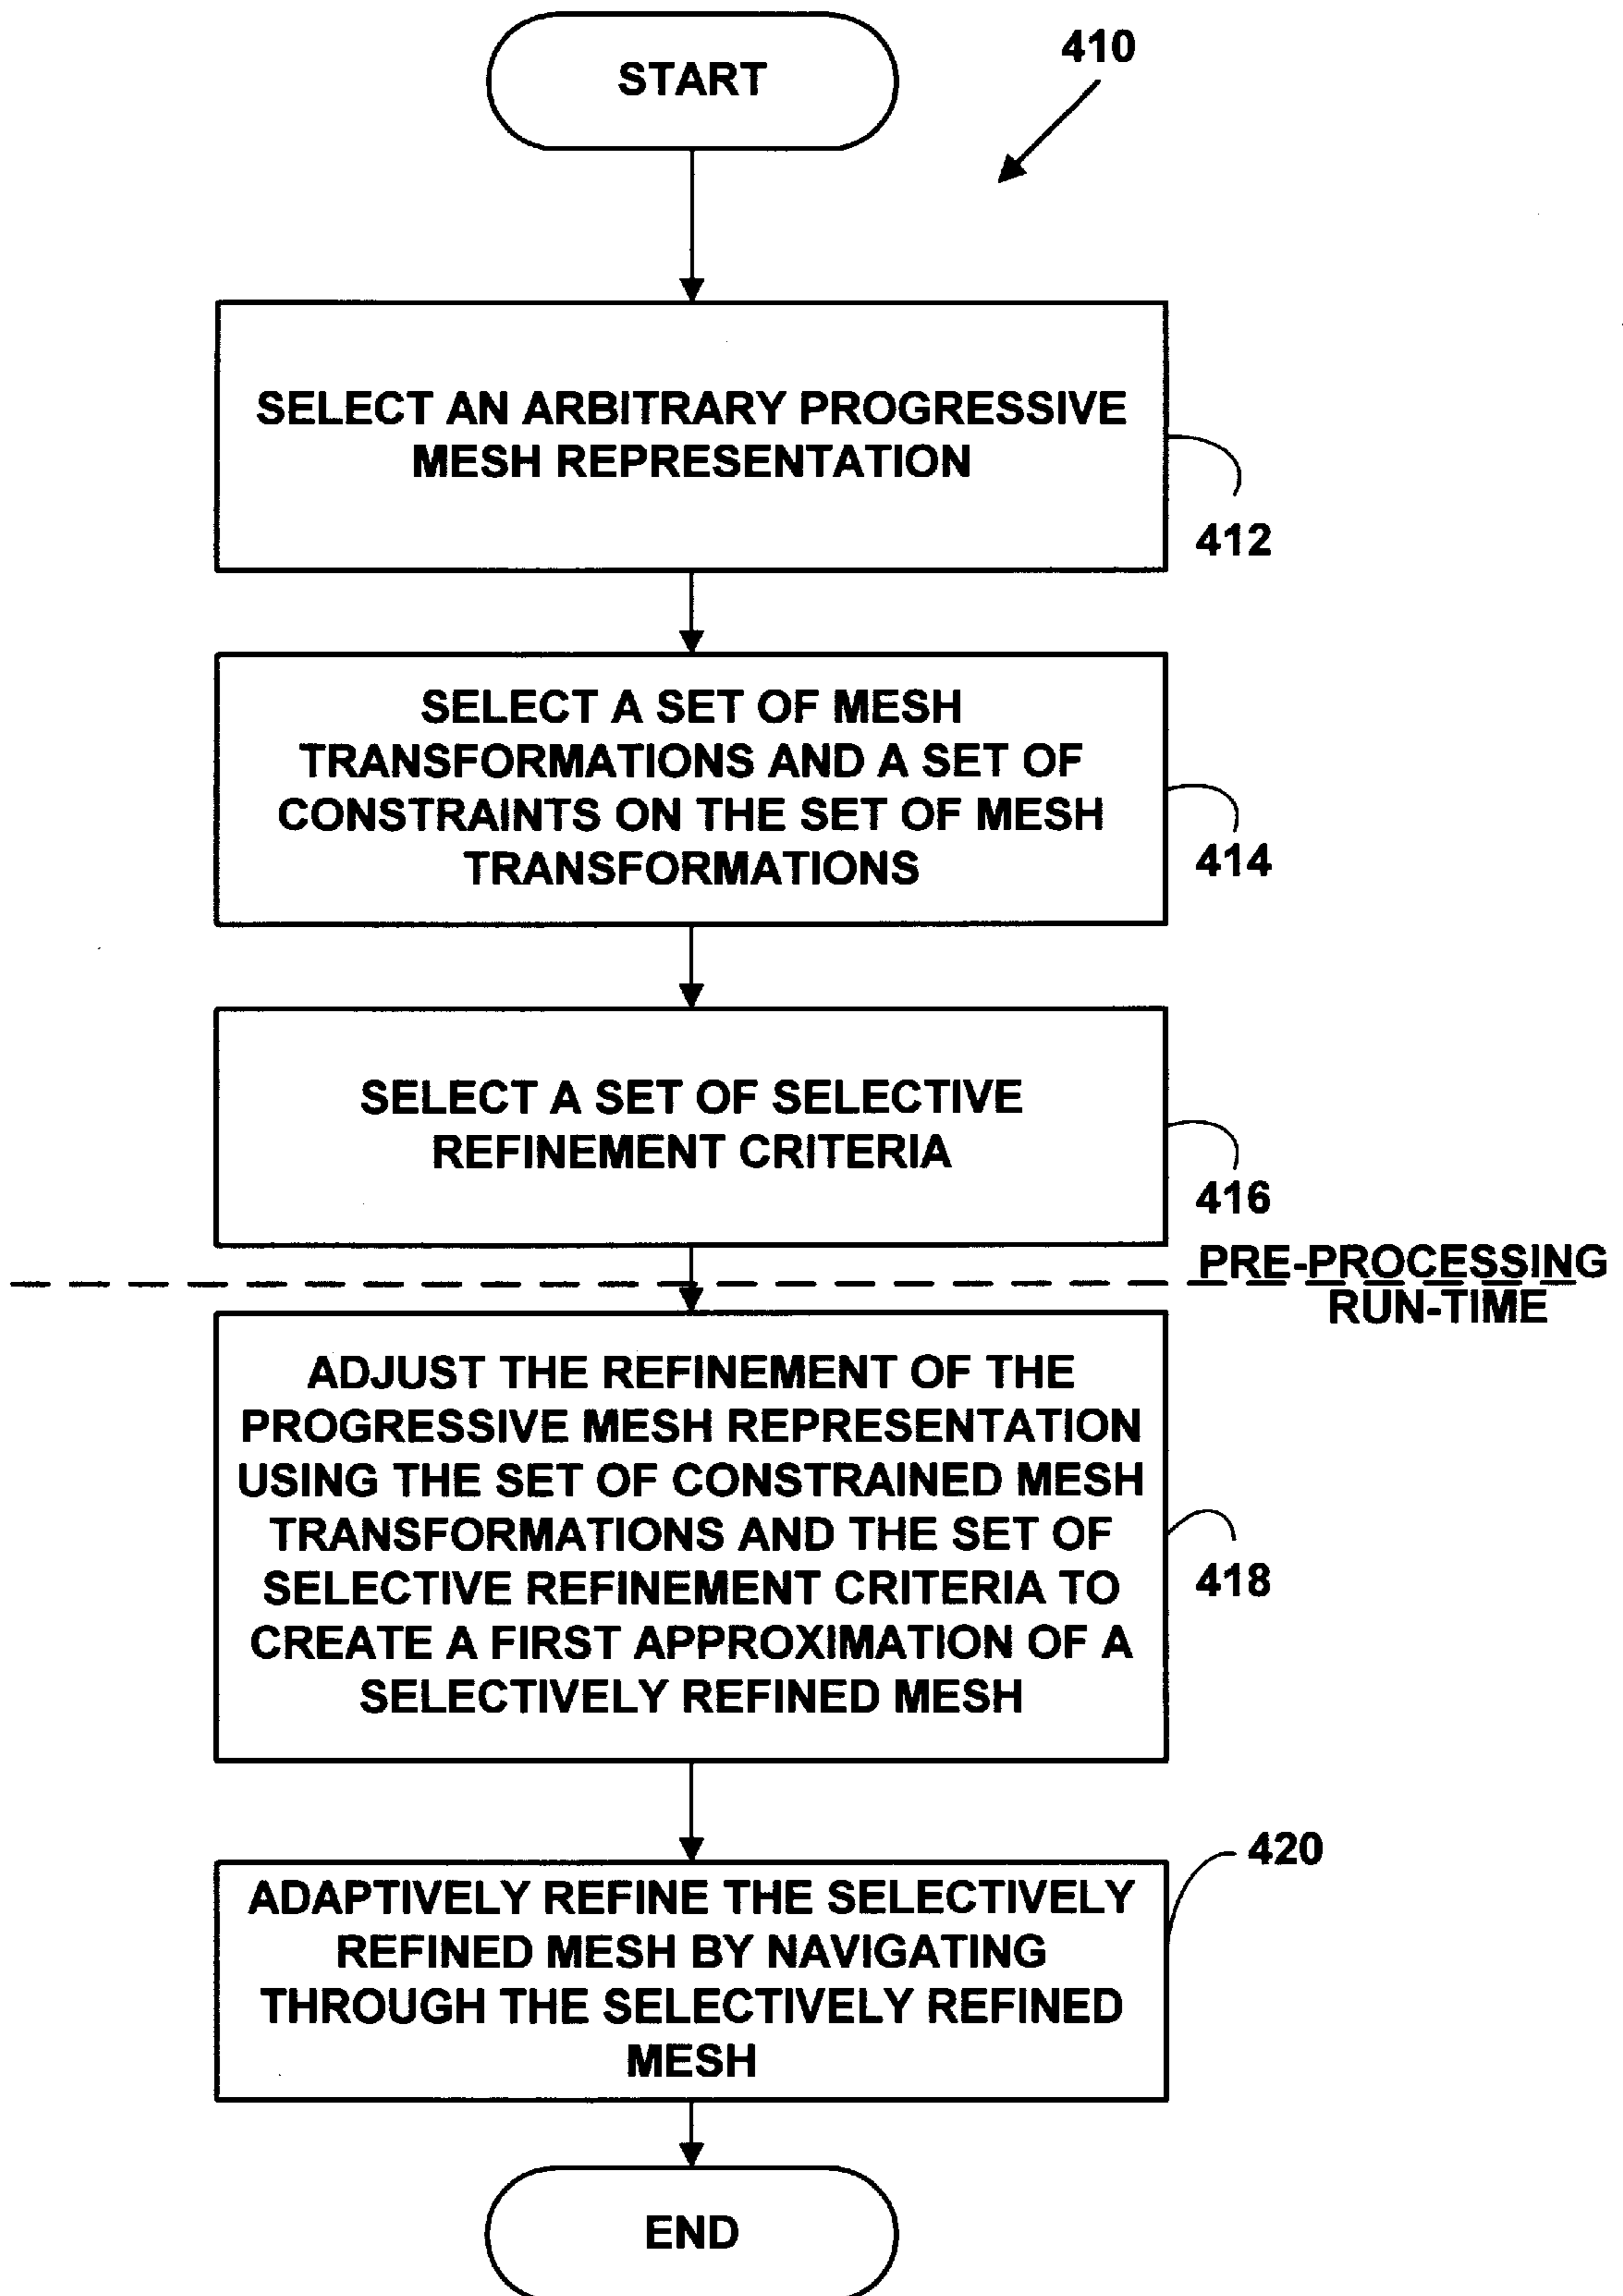 START
410
SELECT AN ARBITRARY PROGRESSIVE
MESH REPRESENTATION
412
SELECT A SET OF MESH
TRANSFORMATIONS AND A SET OF
CONSTRAINTS ON THE SET OF MESH
TRANSFORMATIONS
414
SELECT A SET OF SELECTIVE
REFINEMENT CRITERIA
416
PRE-PROCESSING
RUN-TIME
ADJUST THE REFINEMENT OF THE
PROGRESSIVE MESH REPRESENTATION
USING THE SET OF CONSTRAINED MESH
TRANSFORMATIONS AND THE SET OF
SELECTIVE REFINEMENT CRITERIA TO
CREATE A FIRST APPROXIMATION OF A
SELECTIVELY REFINED MESH
418
420
ADAPTIVELY REFINE THE SELECTIVELY
REFINED MESH BY NAVIGATING
THROUGH THE SELECTIVELY REFINED
MESH
END